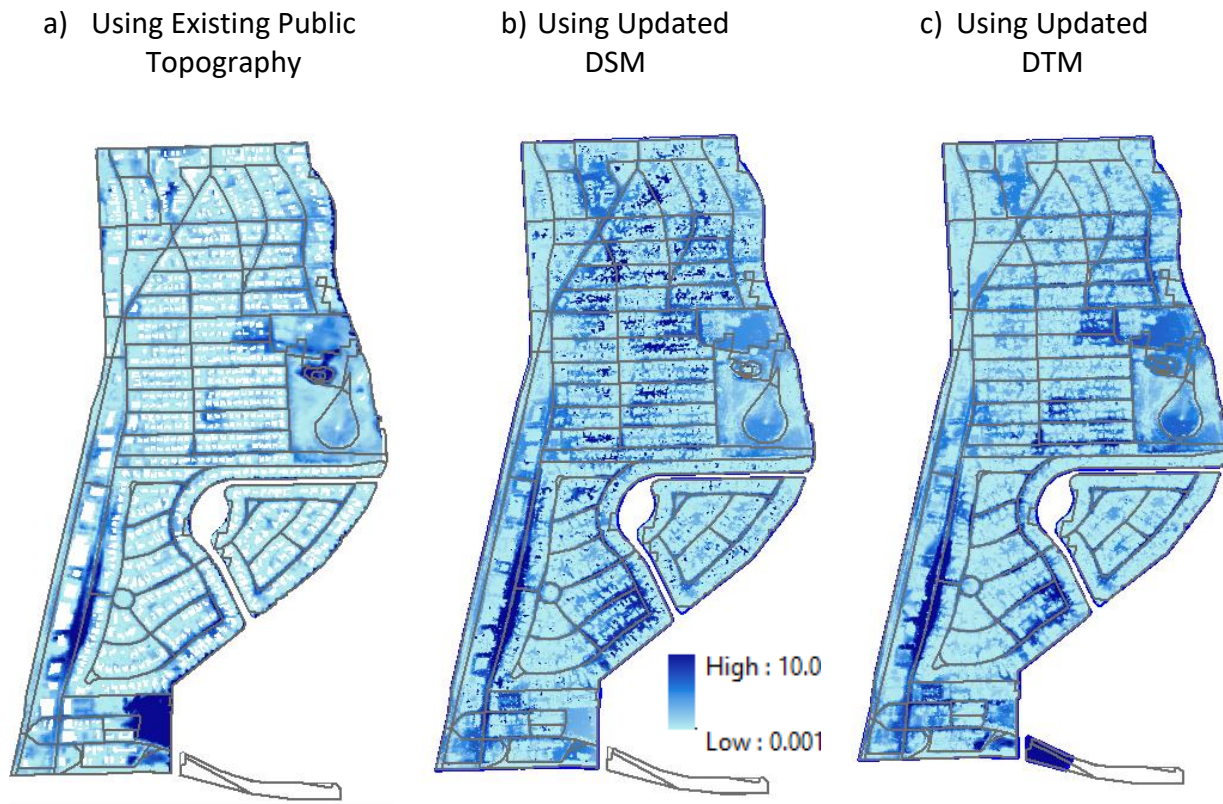 a) Using Existing Public
Topography
b) Using Updated
DSM
c) Using Updated
DTM
High : 10.0
Low : 0.001